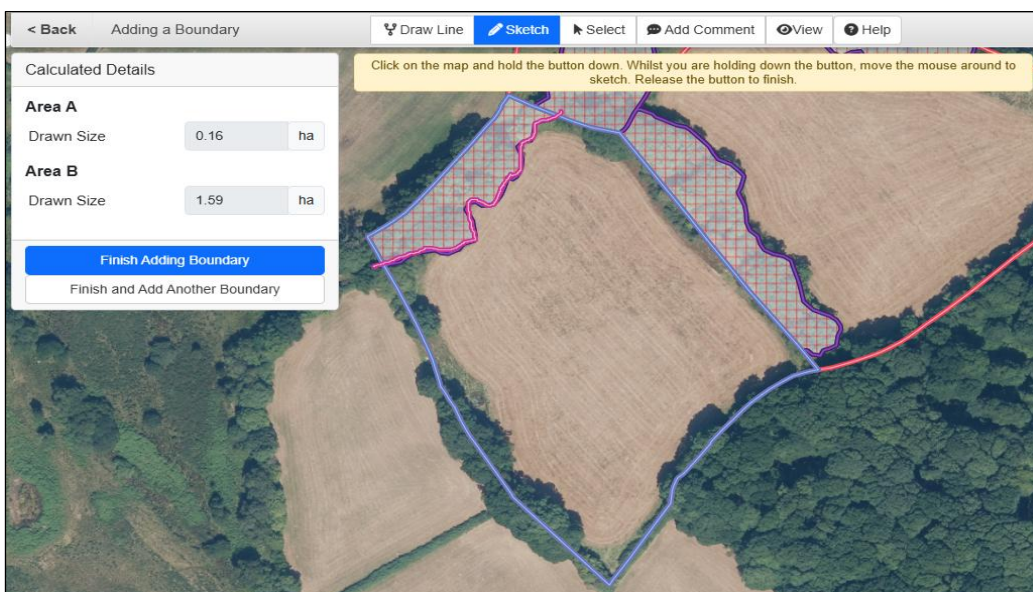 < Back
Adding a Boundary
Draw Line
Sketch
Select
Add Comment
View
Help
Click on the map and hold the button down. Whilst you are holding down the button, move the mouse around to
sketch. Release the button to finish.
Calculated Details
Area A
Drawn Size 0.16 ha
Area B
Drawn Size 1.59 ha
Finish Adding Boundary
Finish and Add Another Boundary